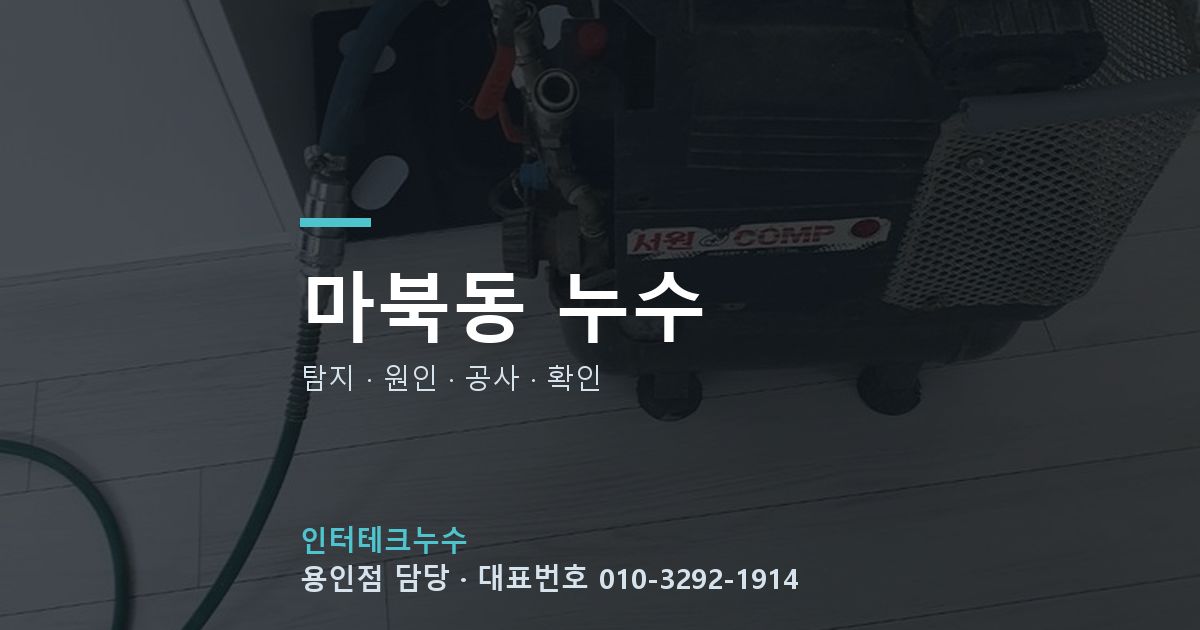 서원 COMP
마북동 누수
탐지 · 원인 · 공사 · 확인
인터테크누수
용인점 담당 · 대표번호 010-3292-1914